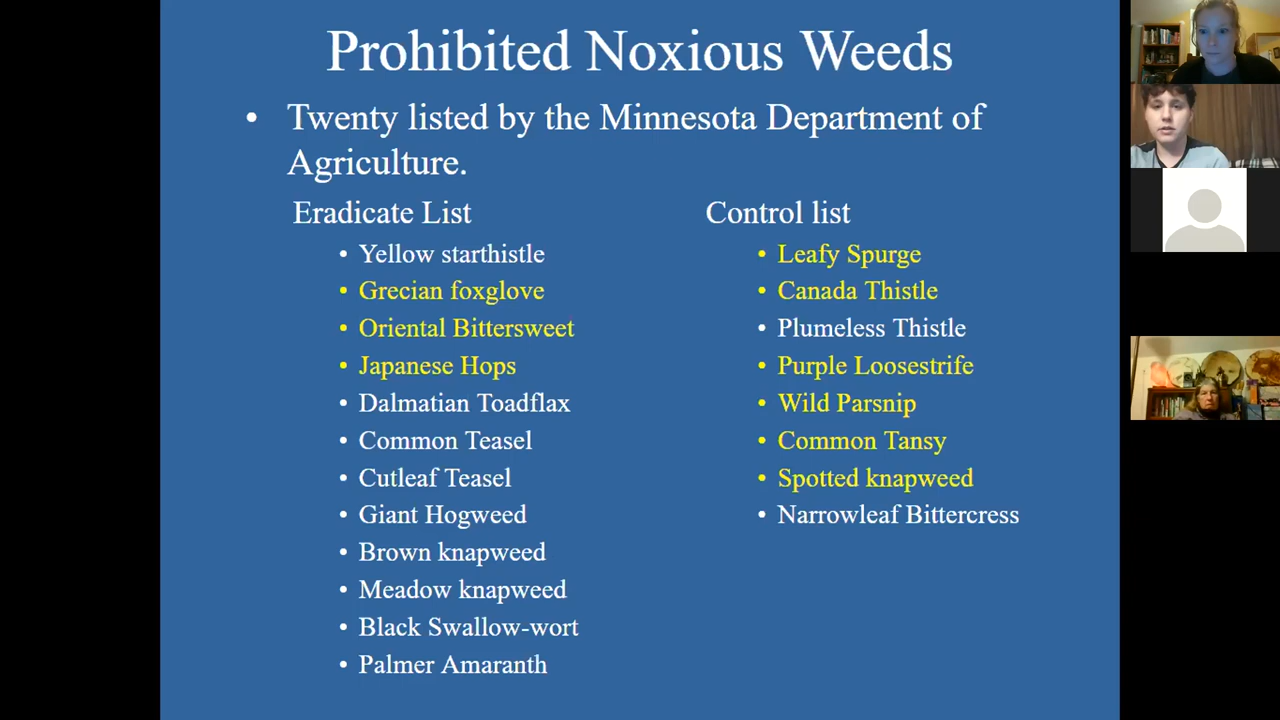 Prohibited Noxious Weeds
• Twenty listed by the Minnesota Department of
Agriculture.
Eradicate List
• Yellow starthistle
• Grecian foxglove
• Oriental Bittersweet
• Japanese Hops
• Dalmatian Toadflax
• Common Teasel
• Cutleaf Teasel
• Giant Hogweed
• Brown knapweed
• Meadow knapweed
• Black Swallow-wort
• Palmer Amaranth
Control list
• Leafy Spurge
• Canada Thistle
• Plumeless Thistle
• Purple Loosestrife
• Wild Parsnip
• Common Tansy
• Spotted knapweed
• Narrowleaf Bittercress